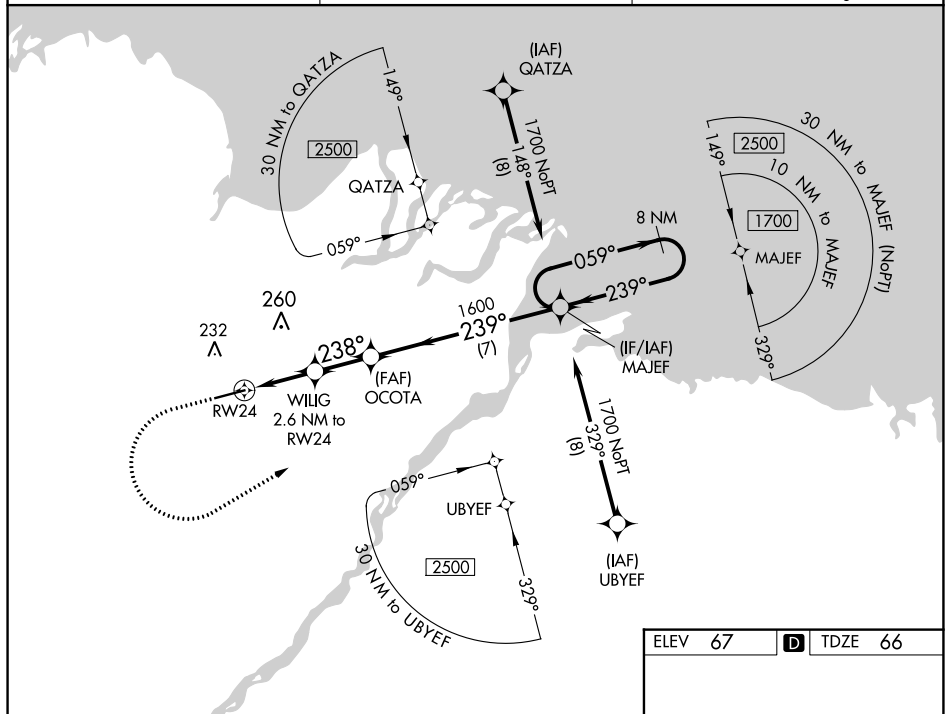 (IAF)
QATZA
30 NM to QATZA
149°
2500
QATZA
059°
1700 NoPT
148°
(8)
30 NM to MAJEF (NoPT)
2500
149°
10 NM to MAJEF
1700
MAJEF
329°
8 NM
059°
239°
(IF/IAF)
MAJEF
1600
239°
(7)
260
232
238°
(FAF)
OCOTA
WILIG
2.6 NM to
RW24
RW24
1700 NoPT
329°
(8)
(IAF)
UBYEF
059°
UBYEF
2500
329°
30 NM to UBYEF
ELEV 67 D TDZE 66